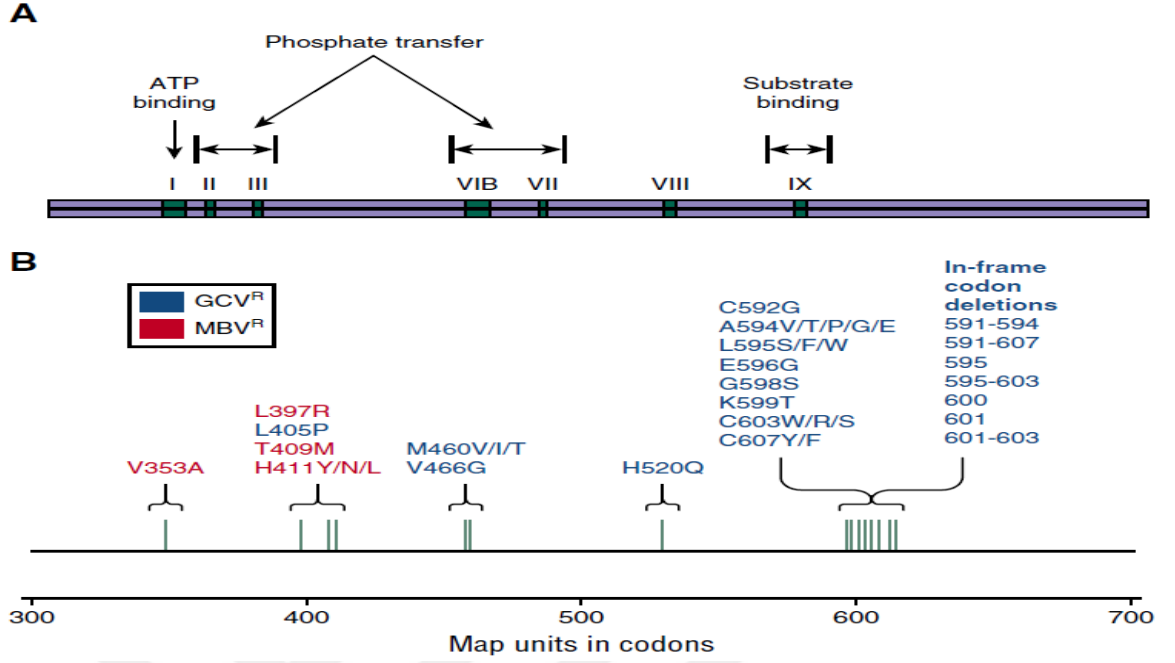 A
Phosphate transfer
ATP
binding
Substrate
binding
I II III VIB VII VIII IX
B
GCVᴿ
MBVᴿ
V353A
L397R
L405P
T409M
H411Y/N/L
M460V/I/T
V466G
H520Q
C592G
A594V/T/P/G/E
L595S/F/W
E596G
G598S
K599T
C603W/R/S
C607Y/F
In-frame
codon
deletions
591-594
591-607
595
595-603
600
601
601-603
300 400 500 600 700
Map units in codons